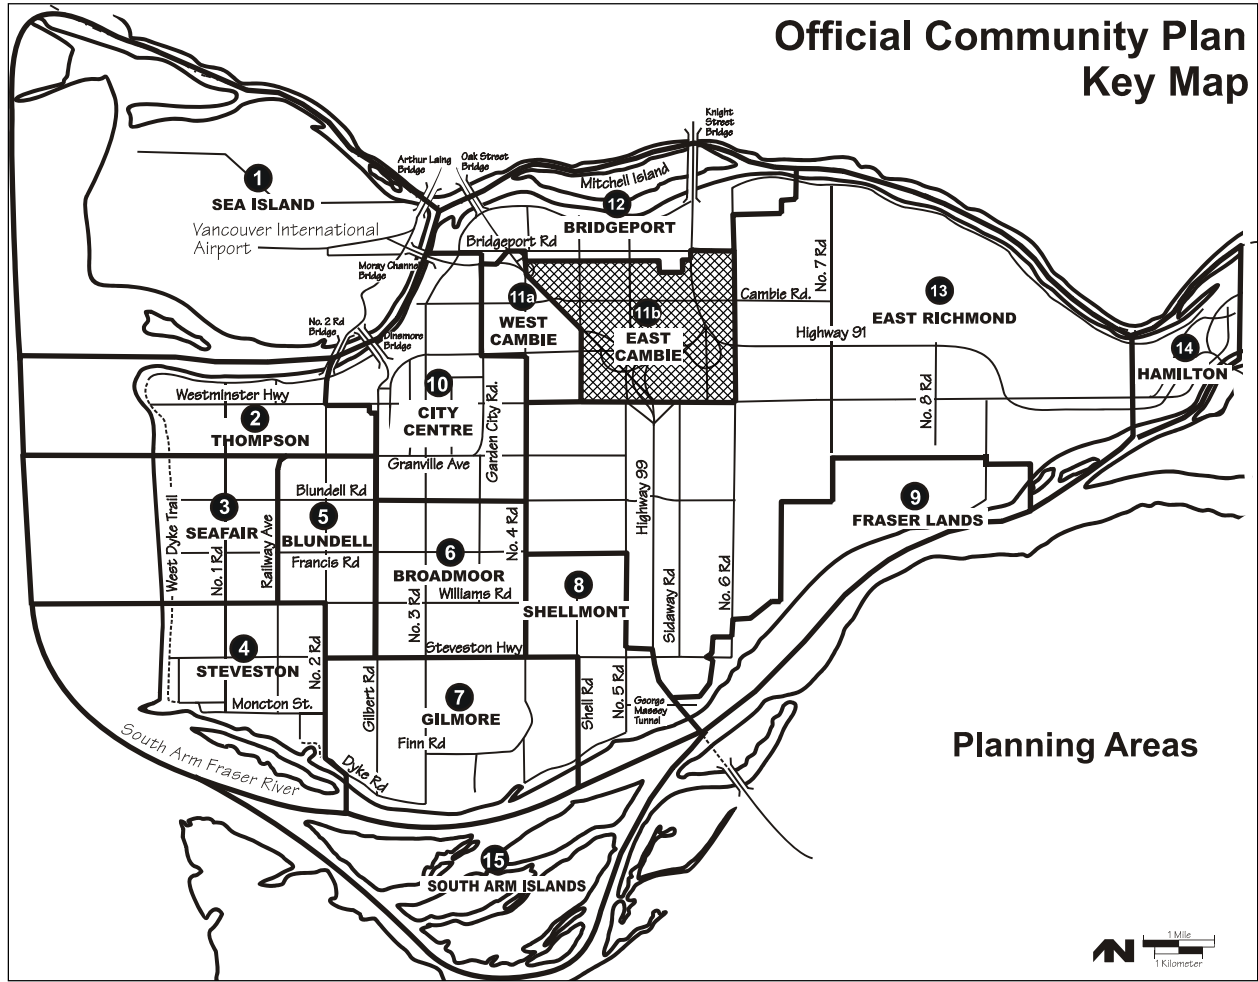 Official Community Plan
Key Map
Knight
Street
Bridge
Arthur Laing
Bridge
Oak Street
Bridge
Mitchell Island
1
SEA ISLAND
12
BRIDGEPORT
Vancouver International
Airport
Bridgeport Rd
Moray Channel
Bridge
No. 7 Rd
11a
WEST
CAMBIE
11b
EAST
CAMBIE
Cambie Rd.
13
EAST RICHMOND
Highway 91
No. 2 Rd
Bridge
Dinsmore
Bridge
14
HAMILTON
Westminster Hwy
10
CITY
CENTRE
Garden City Rd.
No. 8 Rd
2
THOMPSON
Granville Ave
Highway 99
Blundell Rd
3
SEAFAIR
5
BLUNDELL
9
FRASER LANDS
West Dyke Trail
No. 1 Rd
Railway Ave
Francis Rd
No. 4 Rd
6
BROADMOOR
Williams Rd
8
SHELLMONT
No. 3 Rd
Sidaway Rd
No. 6 Rd
4
STEVESTON
No. 2 Rd
Steveston Hwy
Moncton St.
Gilbert Rd
7
GILMORE
Finn Rd
Shell Rd
No. 5 Rd
George
Massey
Tunnel
Planning Areas
South Arm Fraser River
Dyke Rd
15
SOUTH ARM ISLANDS
N
1 Mile
1 Kilometer